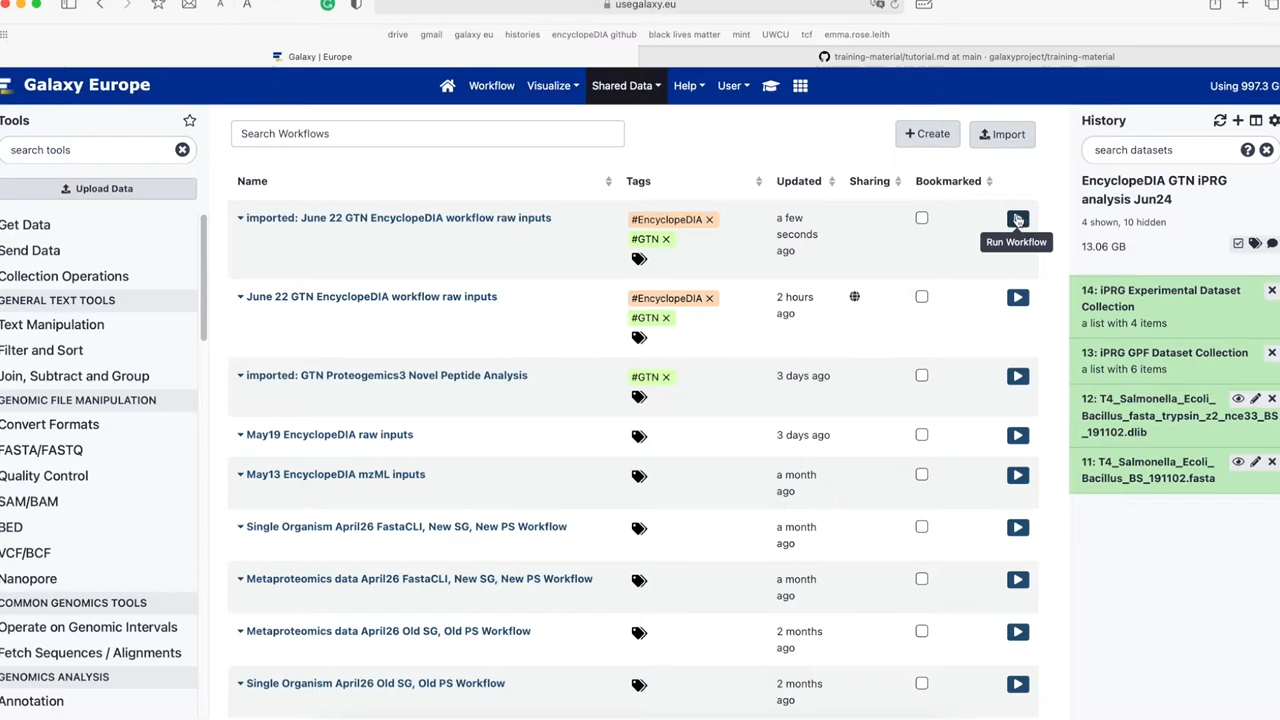 usegalaxy.eu
drive gmail galaxy eu histories encyclopeDIA github black lives matter mint UWCU tcf emma.rose.leith
Galaxy | Europe
training-material/tutorial.md at main · galaxyproject/training-material
Galaxy Europe
Workflow Visualize Shared Data Help User
Using 997.3 G
Tools
search tools
Upload Data
Get Data
Send Data
Collection Operations
GENERAL TEXT TOOLS
Text Manipulation
Filter and Sort
Join, Subtract and Group
GENOMIC FILE MANIPULATION
Convert Formats
FASTA/FASTQ
Quality Control
SAM/BAM
BED
VCF/BCF
Nanopore
COMMON GENOMICS TOOLS
Operate on Genomic Intervals
Fetch Sequences / Alignments
GENOMICS ANALYSIS
Annotation
Search Workflows
+ Create
Import
Name Tags Updated Sharing Bookmarked
imported: June 22 GTN EncyclopeDIA workflow raw inputs
#EncyclopeDIA ×
#GTN ×
a few
seconds
ago
Run Workflow
June 22 GTN EncyclopeDIA workflow raw inputs
#EncyclopeDIA ×
#GTN ×
2 hours
ago
imported: GTN Proteogemics3 Novel Peptide Analysis
#GTN ×
3 days ago
May19 EncyclopeDIA raw inputs
3 days ago
May13 EncyclopeDIA mzML inputs
a month
ago
Single Organism April26 FastaCLI, New SG, New PS Workflow
a month
ago
Metaproteomics data April26 FastaCLI, New SG, New PS Workflow
a month
ago
Metaproteomics data April26 Old SG, Old PS Workflow
2 months
ago
Single Organism April26 Old SG, Old PS Workflow
2 months
ago
History
search datasets
EncyclopeDIA GTN iPRG
analysis Jun24
4 shown, 10 hidden
13.06 GB
14: iPRG Experimental Dataset
Collection
a list with 4 items
13: iPRG GPF Dataset Collection
a list with 6 items
12: T4_Salmonella_Ecoli_
Bacillus_fasta_trypsin_z2_nce33_BS
_191102.dlib
11: T4_Salmonella_Ecoli_
Bacillus_BS_191102.fasta